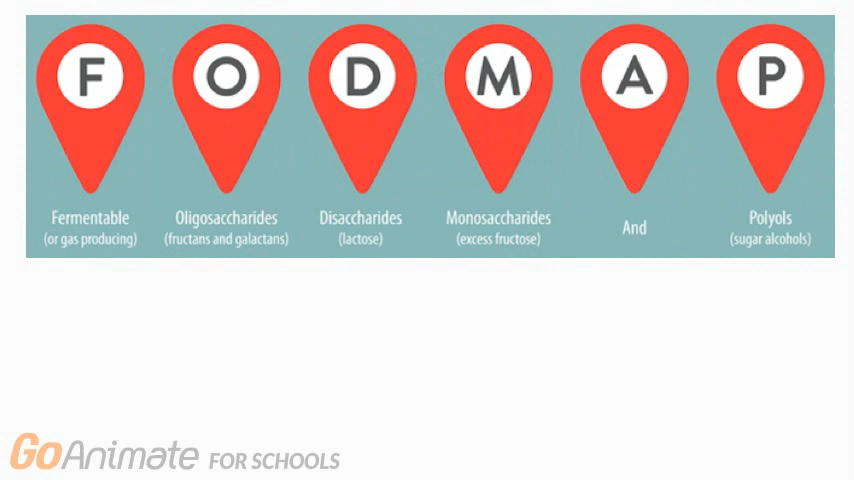 F O D M A P
Fermentable Oligosaccharides Disaccharides Monosaccharides And Polyols
(or gas producing) (fructans and galactans) (lactose) (excess fructose) (sugar alcohols)
GoAnimate FOR SCHOOLS